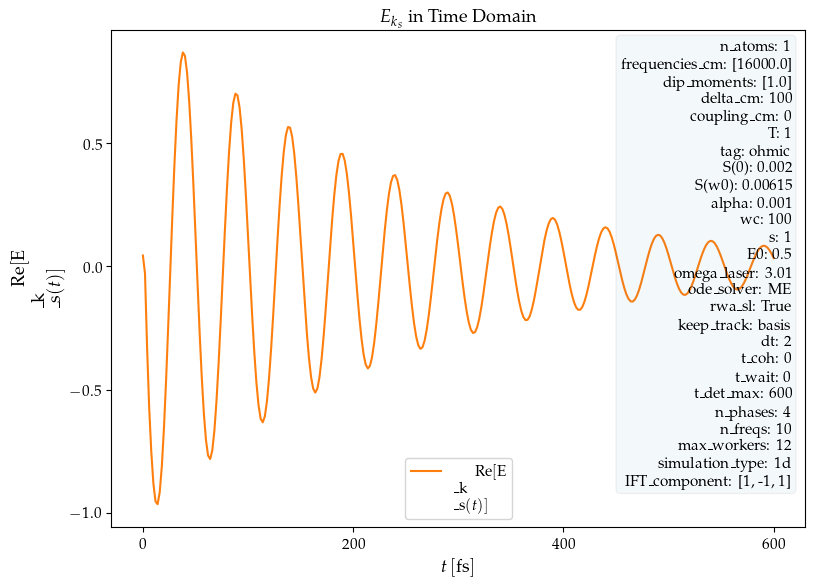 $E_{k_s}$ in Time Domain
n_atoms: 1
frequencies_cm: [16000.0]
dip_moments: [1.0]
delta_cm: 100
coupling_cm: 0
T: 1
tag: ohmic
S(0): 0.002
S(w0): 0.00615
alpha: 0.001
wc: 100
s: 1
E0: 0.5
omega_laser: 3.01
ode_solver: ME
rwa_sl: True
keep_track: basis
dt: 2
t_coh: 0
t_wait: 0
t_det_max: 600
n_phases: 4
n_freqs: 10
max_workers: 12
simulation_type: 1d
IFT_component: [1, -1, 1]
0.5
0.0
−0.5
−1.0
Re[E
_k
_s(t)]
Re[E
_k
_s(t)]
0 200 400 600
t [fs]